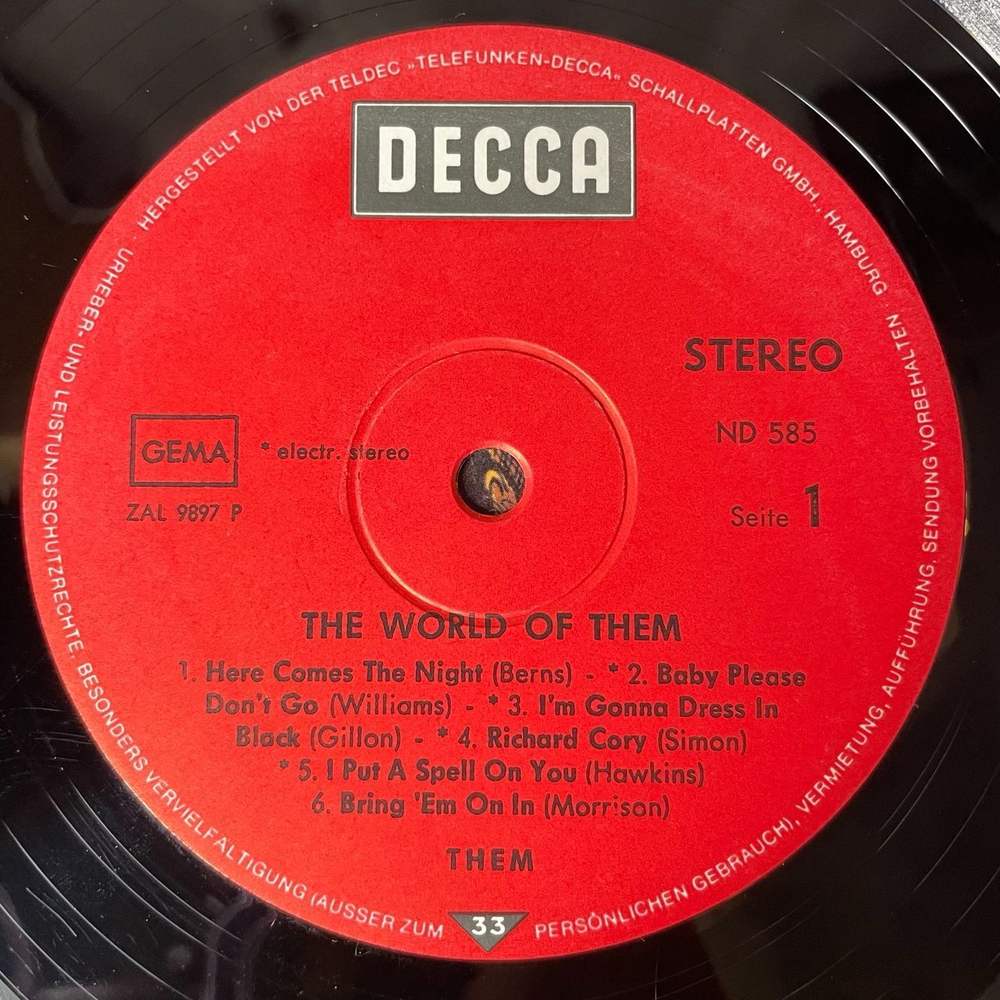 HERGESTELLT VON DER TELDEC »TELEFUNKEN-DECCA« SCHALLPLATTEN GMBH., HAMBURG ·
URHEBER- UND LEISTUNGSSCHUTZRECHTE, BESONDERS VERVIELFÄLTIGUNG (AUSSER ZUM PERSÖNLICHEN GEBRAUCH), VERMIETUNG, AUFFÜHRUNG, SENDUNG VORBEHALTEN ·
DECCA
STEREO
GEMA
* electr. stereo
ND 585
ZAL 9897 P
Seite 1
THE WORLD OF THEM
1. Here Comes The Night (Berns) - * 2. Baby Please
Don't Go (Williams) - * 3. I'm Gonna Dress In
Black (Gillon) - * 4. Richard Cory (Simon)
* 5. I Put A Spell On You (Hawkins)
6. Bring 'Em On In (Morrison)
THEM
33